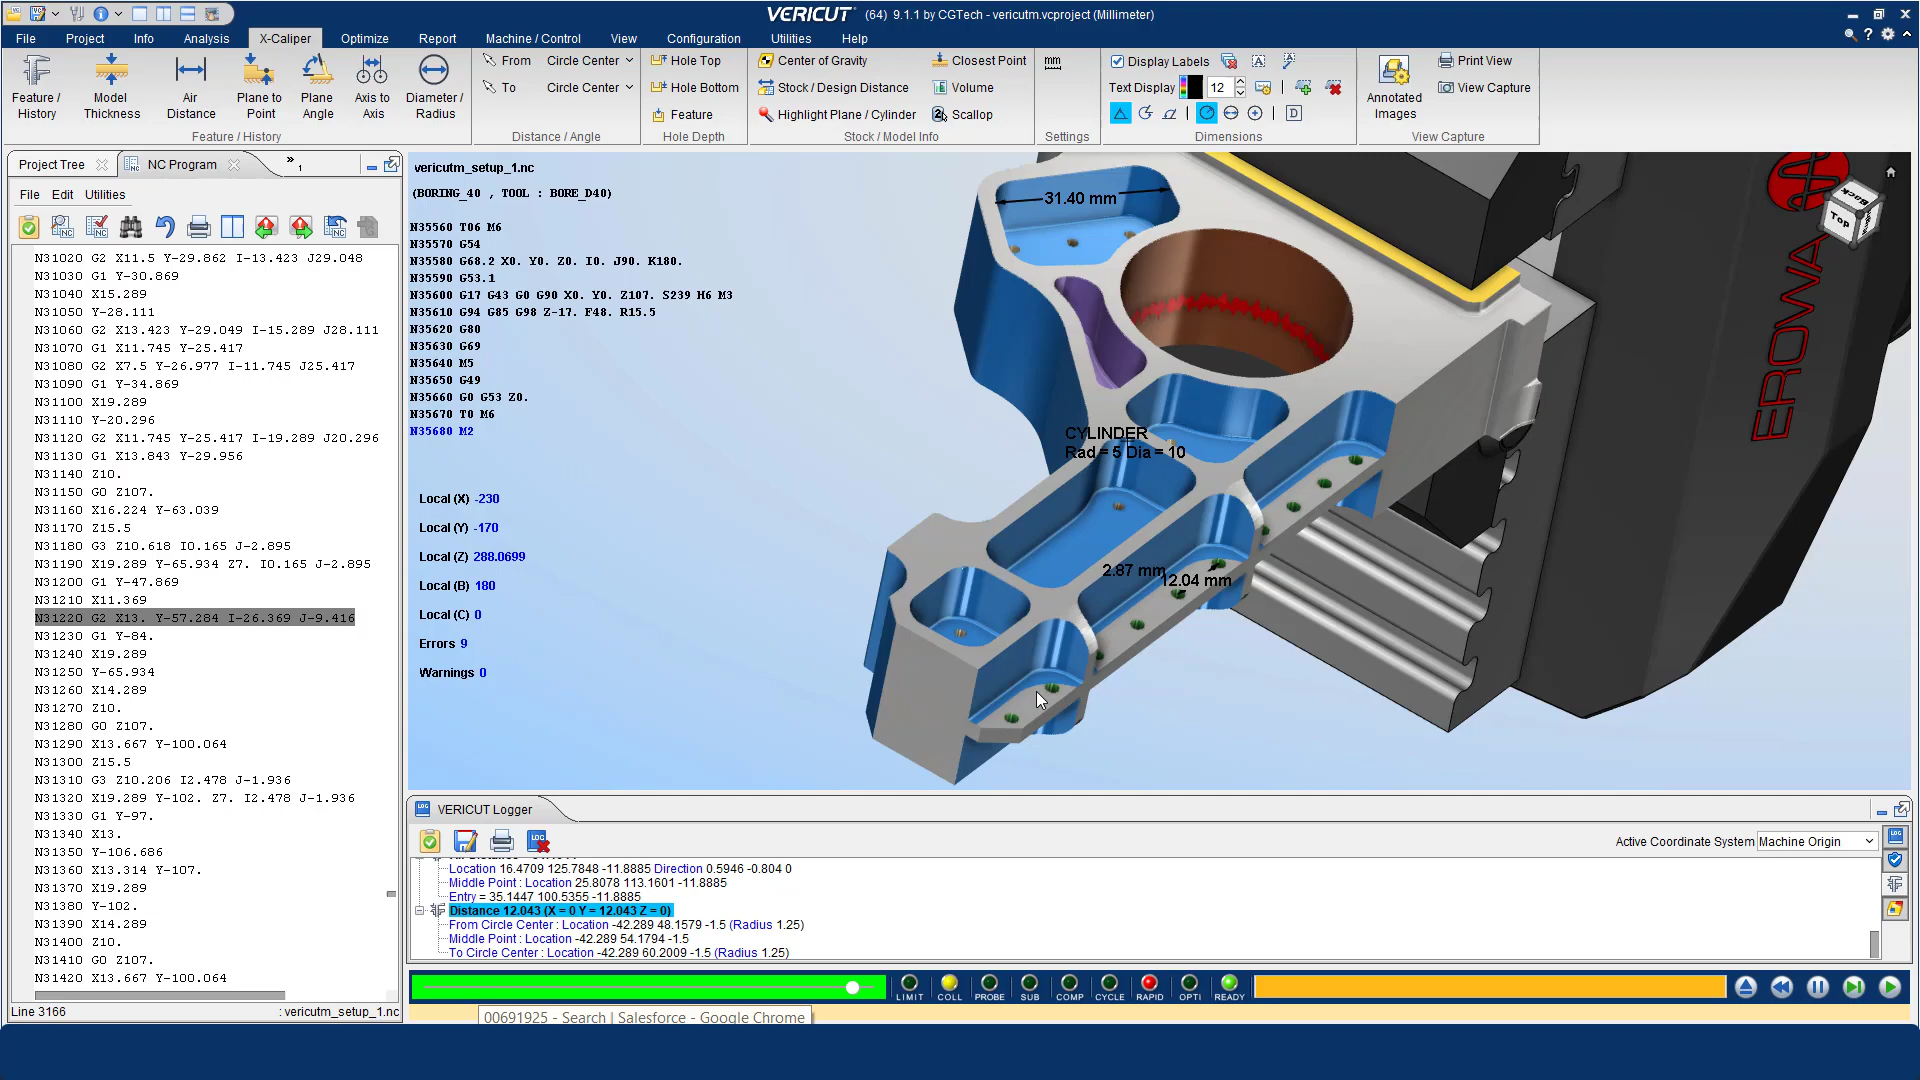 VERICUT (64) 9.1.1 by CGTech - vericutm.vcproject (Millimeter)
File Project Info Analysis X-Caliper Optimize Report Machine / Control View Configuration Utilities Help
Feature / History
Model Thickness
Air Distance
Plane to Point
Plane Angle
Axis to Axis
Diameter / Radius
Feature / History
From Circle Center
To Circle Center
Distance / Angle
Hole Top
Hole Bottom
Feature
Hole Depth
Center of Gravity
Stock / Design Distance
Highlight Plane / Cylinder
Closest Point
Volume
Scallop
Stock / Model Info
mm
Settings
Display Labels
Text Display 12
Dimensions
Annotated Images
Print View
View Capture
View Capture
Project Tree
NC Program
» 1
File Edit Utilities
N31020 G2 X11.5 Y-29.862 I-13.423 J29.048
N31030 G1 Y-30.869
N31040 X15.289
N31050 Y-28.111
N31060 G2 X13.423 Y-29.049 I-15.289 J28.111
N31070 G1 X11.745 Y-25.417
N31080 G2 X7.5 Y-26.977 I-11.745 J25.417
N31090 G1 Y-34.869
N31100 X19.289
N31110 Y-20.296
N31120 G2 X11.745 Y-25.417 I-19.289 J20.296
N31130 G1 X13.843 Y-29.956
N31140 Z10.
N31150 G0 Z107.
N31160 X16.224 Y-63.039
N31170 Z15.5
N31180 G3 Z10.618 I0.165 J-2.895
N31190 X19.289 Y-65.934 Z7. I0.165 J-2.895
N31200 G1 Y-47.869
N31210 X11.369
N31220 G2 X13. Y-57.284 I-26.369 J-9.416
N31230 G1 Y-84.
N31240 X19.289
N31250 Y-65.934
N31260 X14.289
N31270 Z10.
N31280 G0 Z107.
N31290 X13.667 Y-100.064
N31300 Z15.5
N31310 G3 Z10.206 I2.478 J-1.936
N31320 X19.289 Y-102. Z7. I2.478 J-1.936
N31330 G1 Y-97.
N31340 X13.
N31350 Y-106.686
N31360 X13.314 Y-107.
N31370 X19.289
N31380 Y-102.
N31390 X14.289
N31400 Z10.
N31410 G0 Z107.
N31420 X13.667 Y-100.064
Line 3166 : vericutm_setup_1.nc
vericutm_setup_1.nc
(BORING_40 , TOOL : BORE_D40)
N35560 T06 M6
N35570 G54
N35580 G68.2 X0. Y0. Z0. I0. J90. K180.
N35590 G53.1
N35600 G17 G43 G0 G90 X0. Y0. Z107. S239 H6 M3
N35610 G94 G85 G98 Z-17. F48. R15.5
N35620 G80
N35630 G69
N35640 M5
N35650 G49
N35660 G0 G53 Z0.
N35670 T0 M6
N35680 M2
Local (X) -230
Local (Y) -170
Local (Z) 288.0699
Local (B) 180
Local (C) 0
Errors 9
Warnings 0
31.40 mm
CYLINDER
Rad = 5 Dia = 10
2.87 mm
12.04 mm
EROWA
Back
Top
VERICUT Logger
LOG
Active Coordinate System Machine Origin
Location 16.4709 125.7848 -11.8885 Direction 0.5946 -0.804 0
Middle Point : Location 25.8078 113.1601 -11.8885
Entry = 35.1447 100.5355 -11.8885
Distance 12.043 (X = 0 Y = 12.043 Z = 0)
From Circle Center : Location -42.289 48.1579 -1.5 (Radius 1.25)
Middle Point : Location -42.289 54.1794 -1.5
To Circle Center : Location -42.289 60.2009 -1.5 (Radius 1.25)
LIMIT COLL PROBE SUB COMP CYCLE RAPID OPTI READY
00691925 - Search | Salesforce - Google Chrome